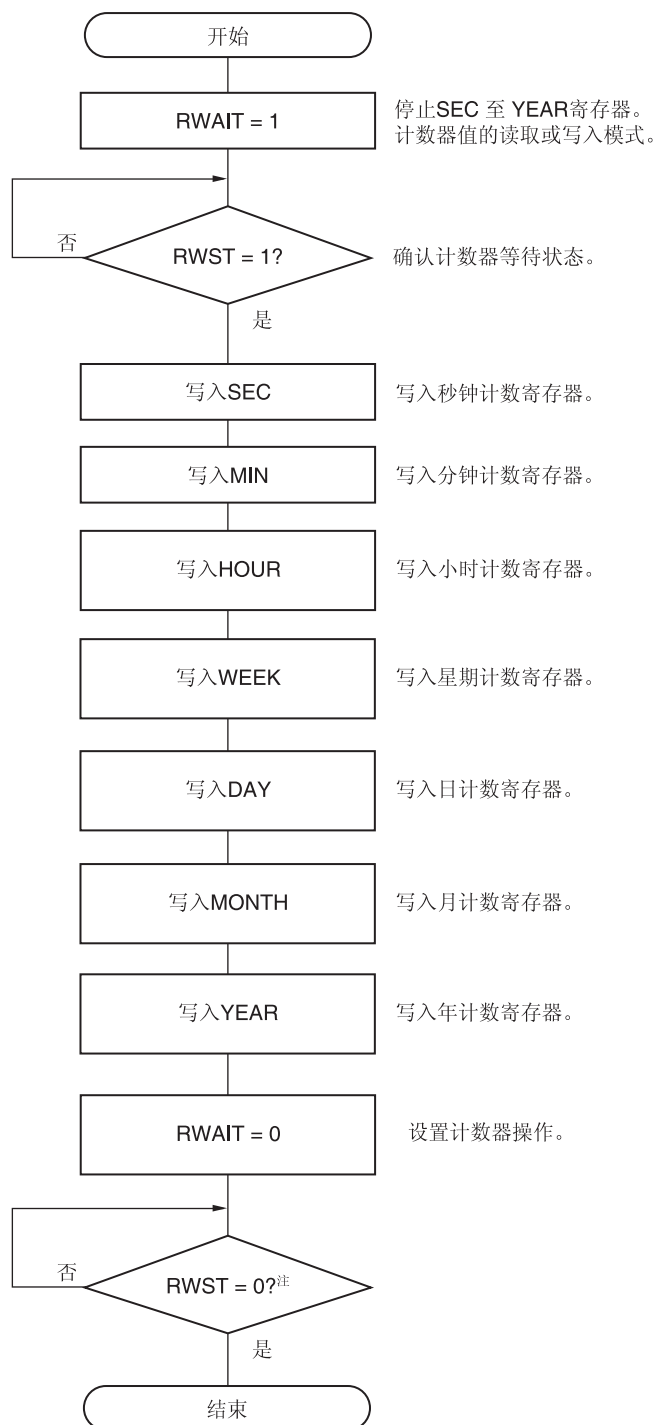 开始
RWAIT = 1
停止SEC 至 YEAR寄存器。
计数器值的读取或写入模式。
否
RWST = 1?
确认计数器等待状态。
是
写入SEC
写入秒钟计数寄存器。
写入MIN
写入分钟计数寄存器。
写入HOUR
写入小时计数寄存器。
写入WEEK
写入星期计数寄存器。
写入DAY
写入日计数寄存器。
写入MONTH
写入月计数寄存器。
写入YEAR
写入年计数寄存器。
RWAIT = 0
设置计数器操作。
否
RWST = 0?注
是
结束